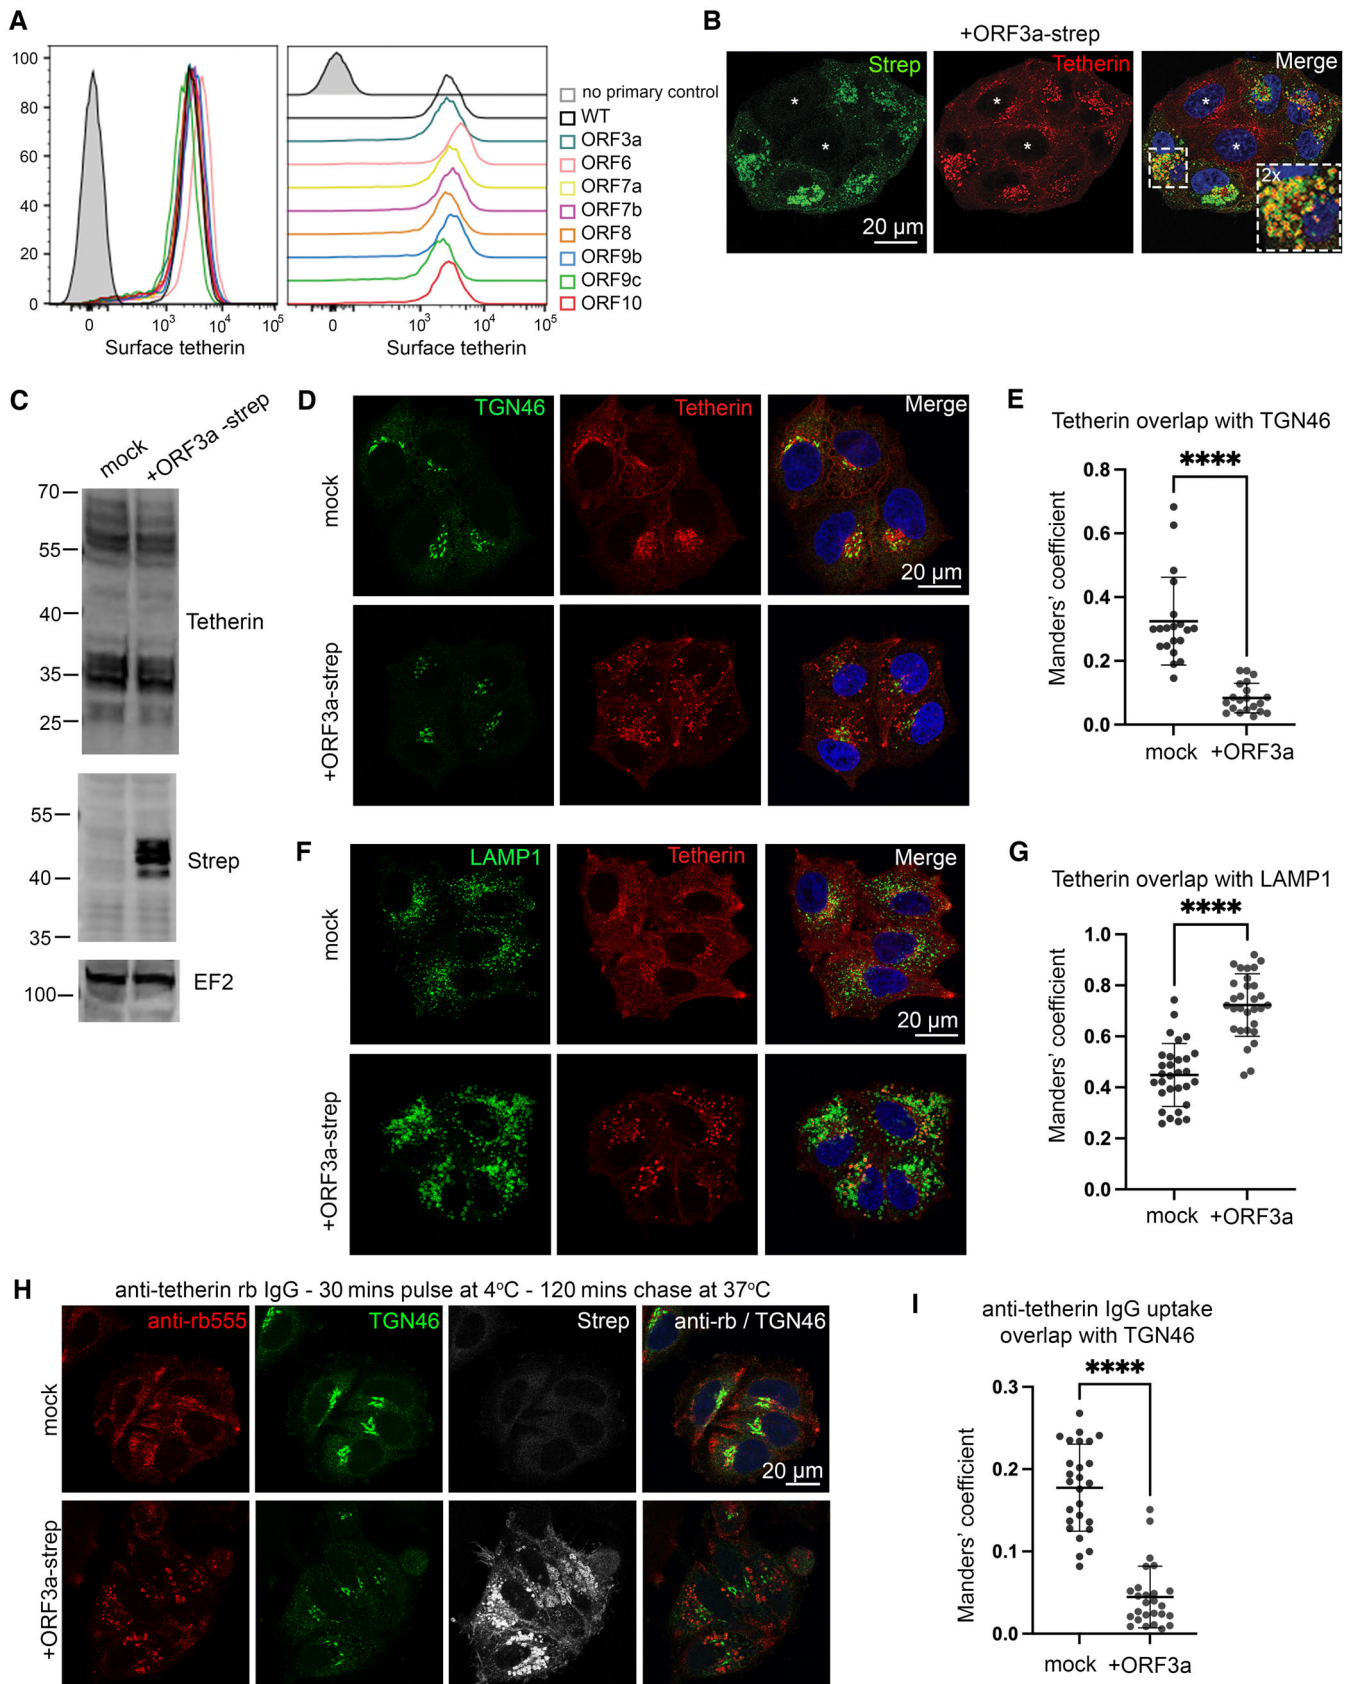 A
100
80
60
40
20
0
0 10³ 10⁴ 10⁵
Surface tetherin
0 10³ 10⁴ 10⁵
Surface tetherin
no primary control
WT
ORF3a
ORF6
ORF7a
ORF7b
ORF8
ORF9b
ORF9c
ORF10
B
+ORF3a-strep
Strep
Tetherin
Merge
*
*
*
*
*
*
2x
20 µm
C
mock
+ORF3a -strep
70
55
40
35
25
Tetherin
55
40
35
Strep
100
EF2
D
TGN46
Tetherin
Merge
mock
20 µm
+ORF3a-strep
E
Tetherin overlap with TGN46
****
Manders' coefficient
0.8
0.6
0.4
0.2
0.0
mock +ORF3a
F
LAMP1
Tetherin
Merge
mock
20 µm
+ORF3a-strep
G
Tetherin overlap with LAMP1
****
Manders' coefficient
1.0
0.8
0.6
0.4
0.2
0.0
mock +ORF3a
H
anti-tetherin rb IgG - 30 mins pulse at 4°C - 120 mins chase at 37°C
anti-rb555
TGN46
Strep
anti-rb / TGN46
mock
20 µm
+ORF3a-strep
I
anti-tetherin IgG uptake
overlap with TGN46
****
Manders' coefficient
0.3
0.2
0.1
0.0
mock +ORF3a